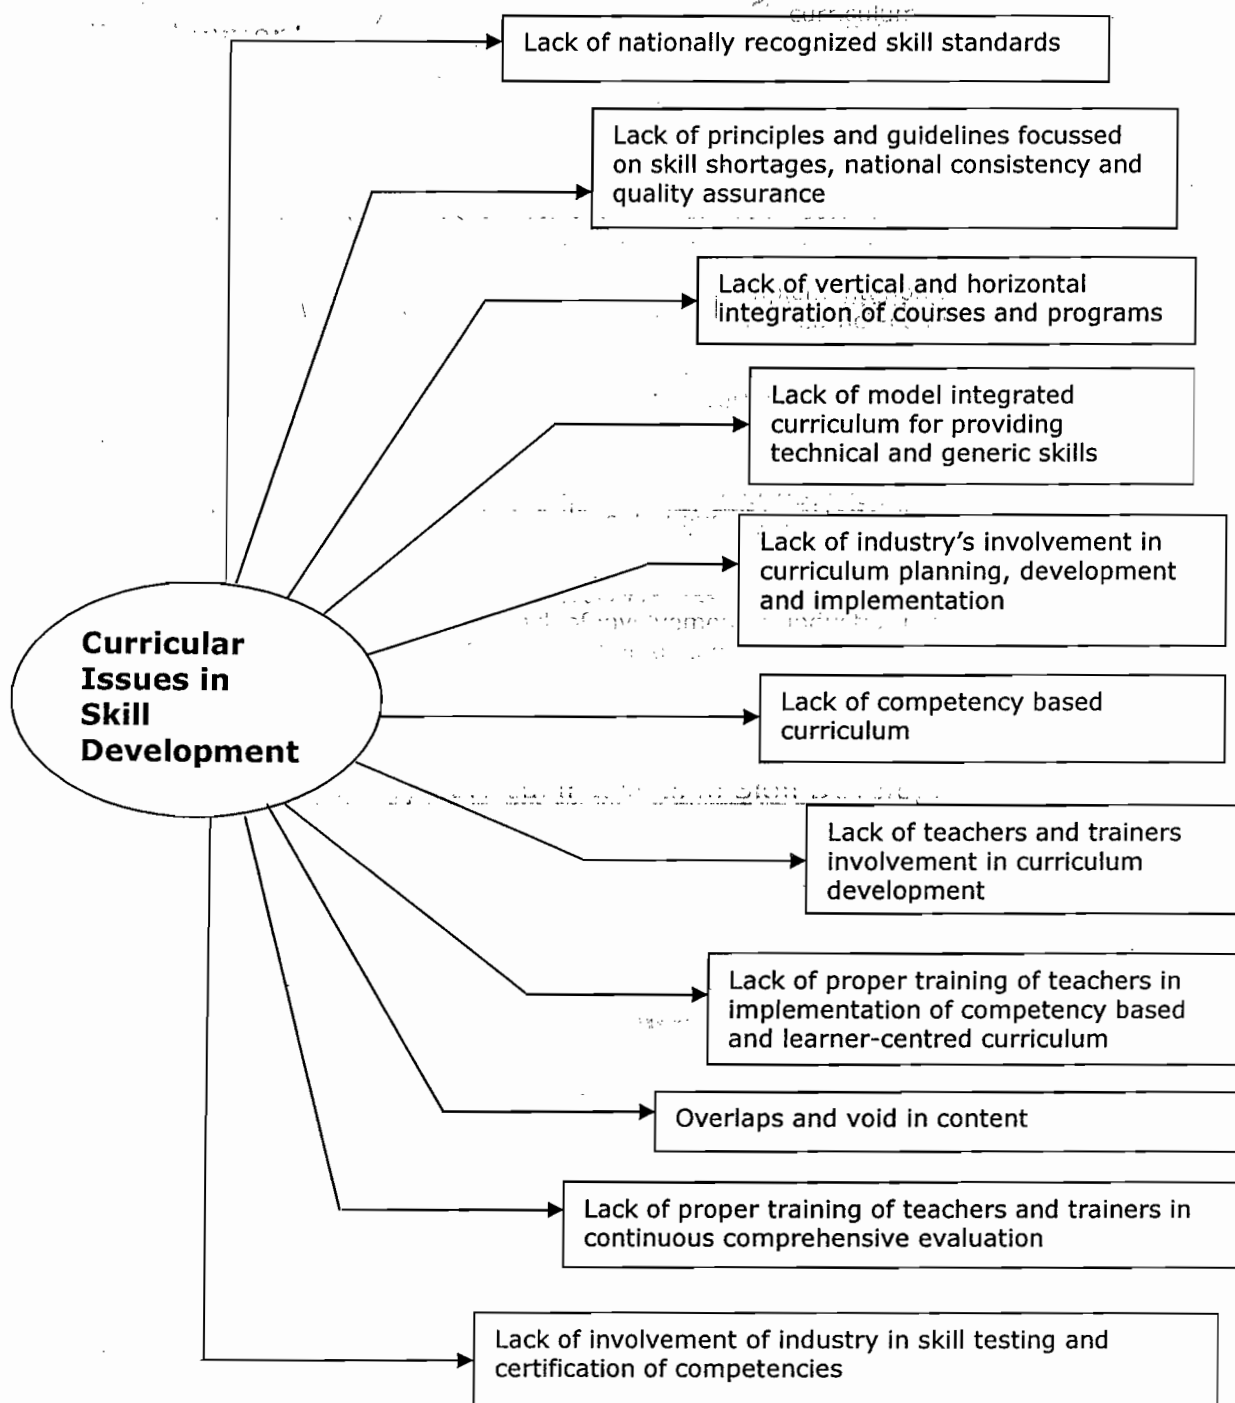 Lack of nationally recognized skill standards
Lack of principles and guidelines focussed
on skill shortages, national consistency and
quality assurance
Lack of vertical and horizontal
integration of courses and programs
Lack of model integrated
curriculum for providing
technical and generic skills
Lack of industry's involvement in
curriculum planning, development
and implementation
Curricular
Issues in
Skill
Development
Lack of competency based
curriculum
Lack of teachers and trainers
involvement in curriculum
development
Lack of proper training of teachers in
implementation of competency based
and learner-centred curriculum
Overlaps and void in content
Lack of proper training of teachers and trainers in
continuous comprehensive evaluation
Lack of involvement of industry in skill testing and
certification of competencies